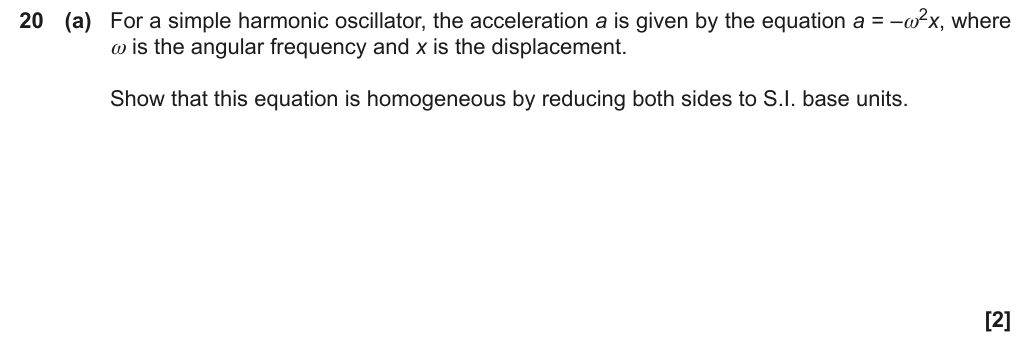 20 (a) For a simple harmonic oscillator, the acceleration a is given by the equation a = –ω²x, where
ω is the angular frequency and x is the displacement.
Show that this equation is homogeneous by reducing both sides to S.I. base units.
[2]